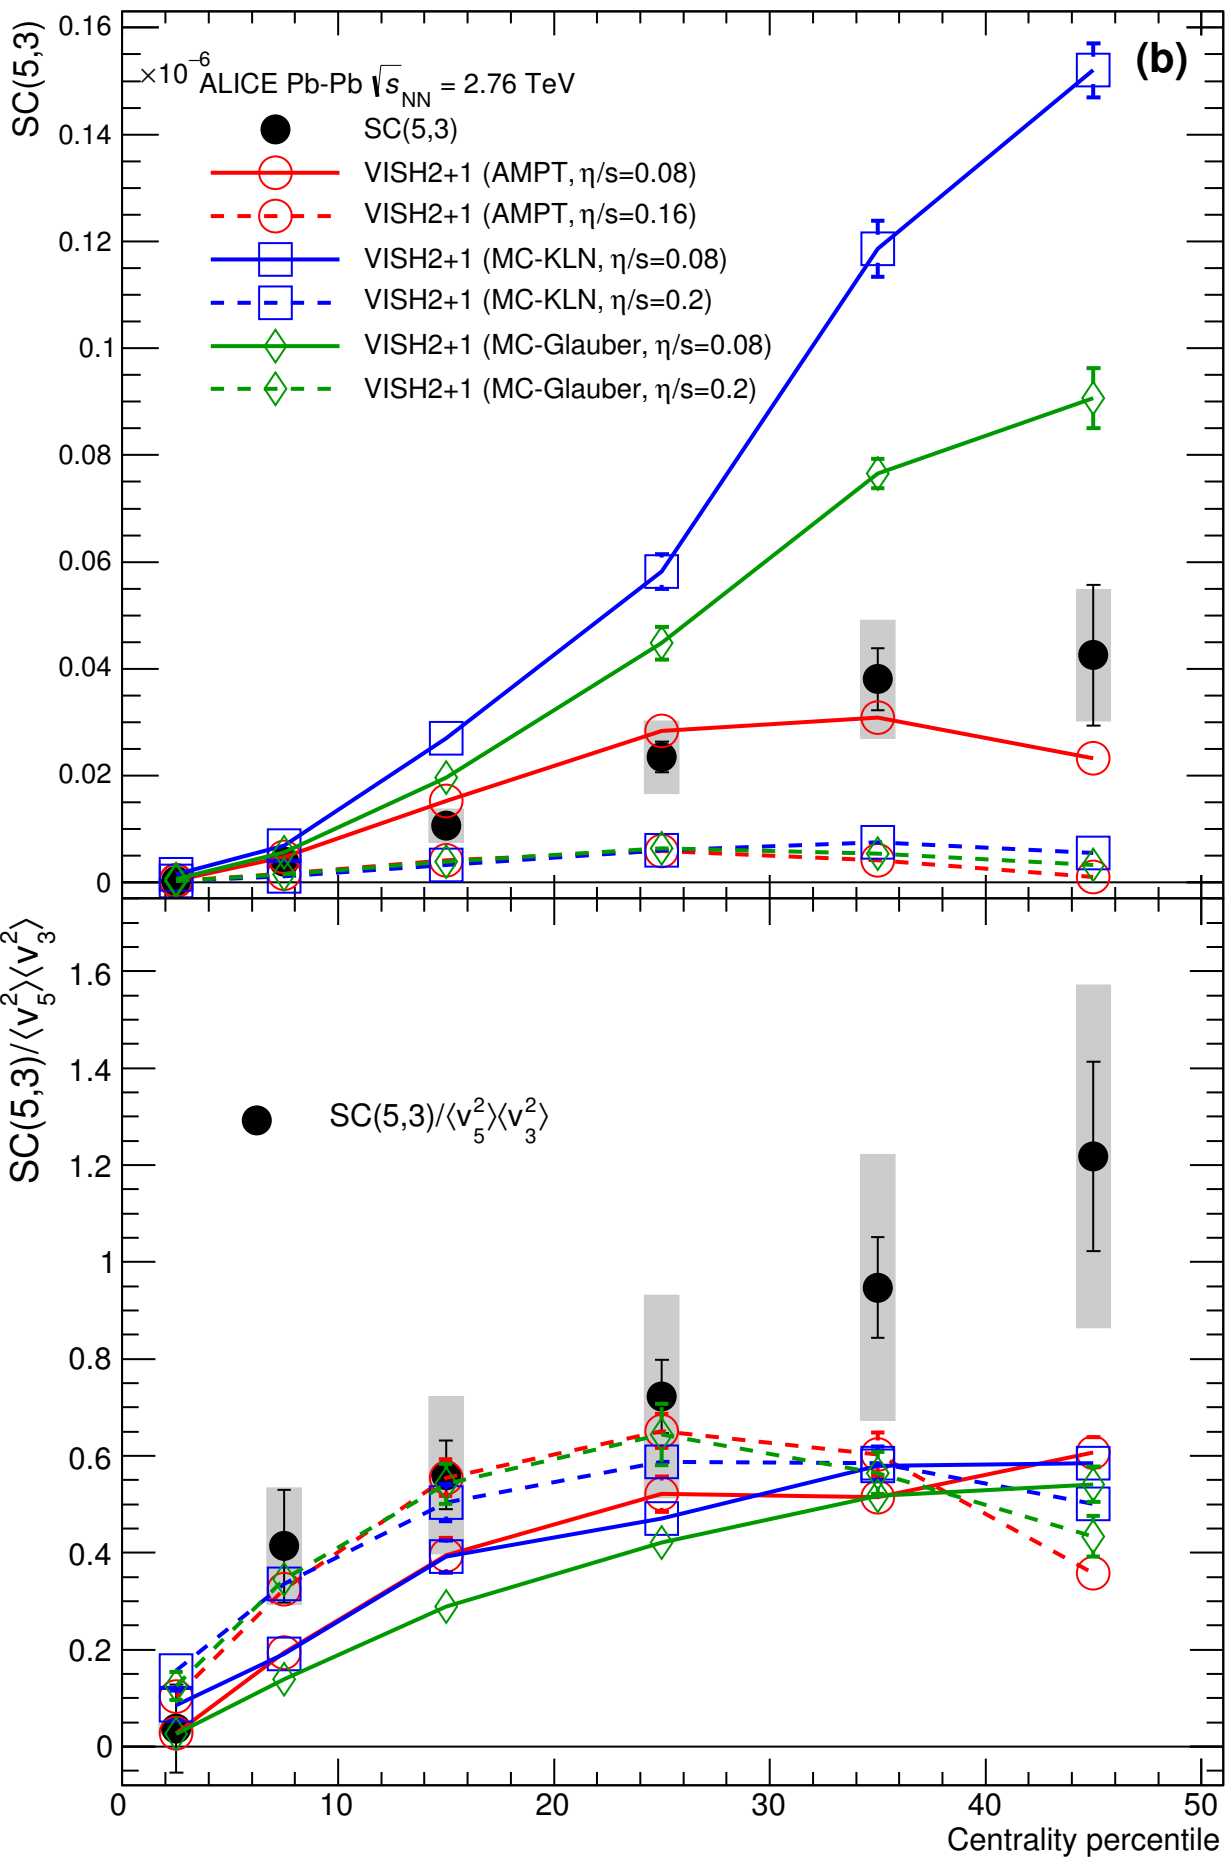 SC(5,3)
×10⁻⁶
ALICE Pb-Pb √s_NN = 2.76 TeV
(b)
SC(5,3)
VISH2+1 (AMPT, η/s=0.08)
VISH2+1 (AMPT, η/s=0.16)
VISH2+1 (MC-KLN, η/s=0.08)
VISH2+1 (MC-KLN, η/s=0.2)
VISH2+1 (MC-Glauber, η/s=0.08)
VISH2+1 (MC-Glauber, η/s=0.2)
0.16
0.14
0.12
0.1
0.08
0.06
0.04
0.02
0
SC(5,3)/⟨v₅²⟩⟨v₃²⟩
SC(5,3)/⟨v₅²⟩⟨v₃²⟩
1.6
1.4
1.2
1
0.8
0.6
0.4
0.2
0
0 10 20 30 40 50
Centrality percentile